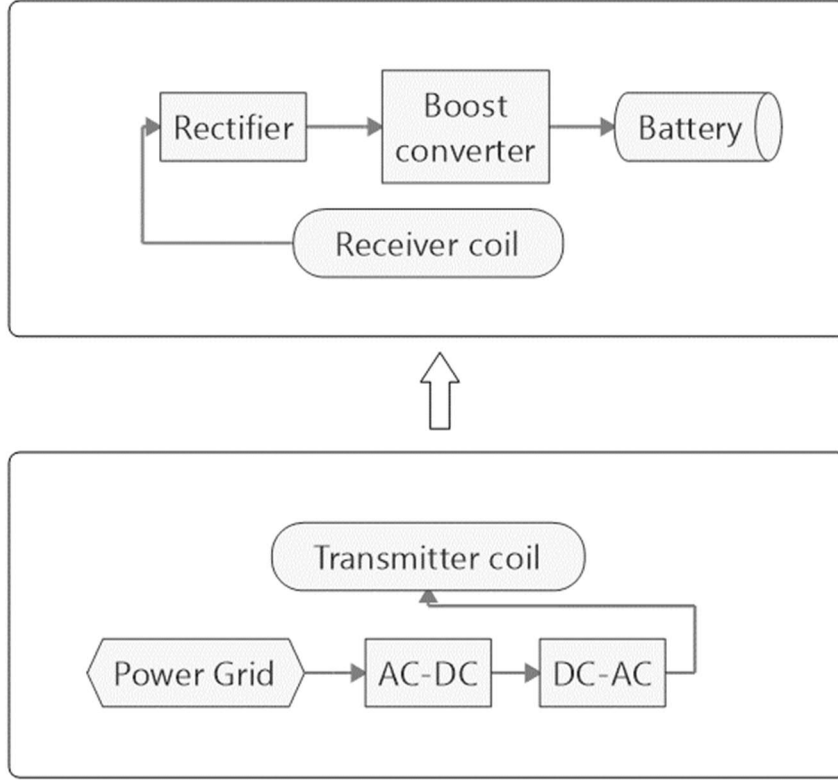 Rectifier
Boost
converter
Battery
Receiver coil
Transmitter coil
Power Grid
AC-DC
DC-AC